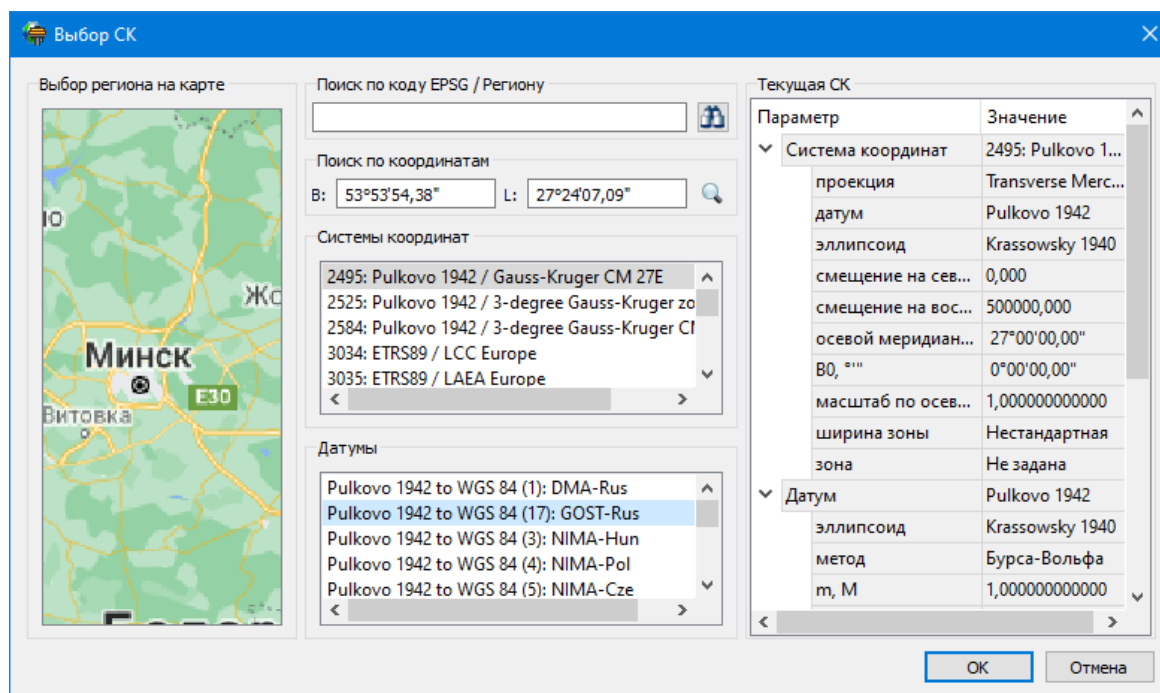 Выбор СК
Выбор региона на карте
Жо
Минск
E30
Витовка
Поиск по коду EPSG / Региону
Поиск по координатам
B: 53°53'54,38" L: 27°24'07,09"
Системы координат
2495: Pulkovo 1942 / Gauss-Kruger CM 27E
2525: Pulkovo 1942 / 3-degree Gauss-Kruger zo
2584: Pulkovo 1942 / 3-degree Gauss-Kruger CM
3034: ETRS89 / LCC Europe
3035: ETRS89 / LAEA Europe
Датумы
Pulkovo 1942 to WGS 84 (1): DMA-Rus
Pulkovo 1942 to WGS 84 (17): GOST-Rus
Pulkovo 1942 to WGS 84 (3): NIMA-Hun
Pulkovo 1942 to WGS 84 (4): NIMA-Pol
Pulkovo 1942 to WGS 84 (5): NIMA-Cze
Текущая СК
Параметр Значение
Система координат 2495: Pulkovo 1...
проекция Transverse Merc...
датум Pulkovo 1942
эллипсоид Krassowsky 1940
смещение на сев... 0,000
смещение на вос... 500000,000
осевой меридиан... 27°00'00,00"
B0, °'" 0°00'00,00"
масштаб по осев... 1,000000000000
ширина зоны Нестандартная
зона Не задана
Датум Pulkovo 1942
эллипсоид Krassowsky 1940
метод Бурса-Вольфа
m, М 1,000000000000
OK Отмена